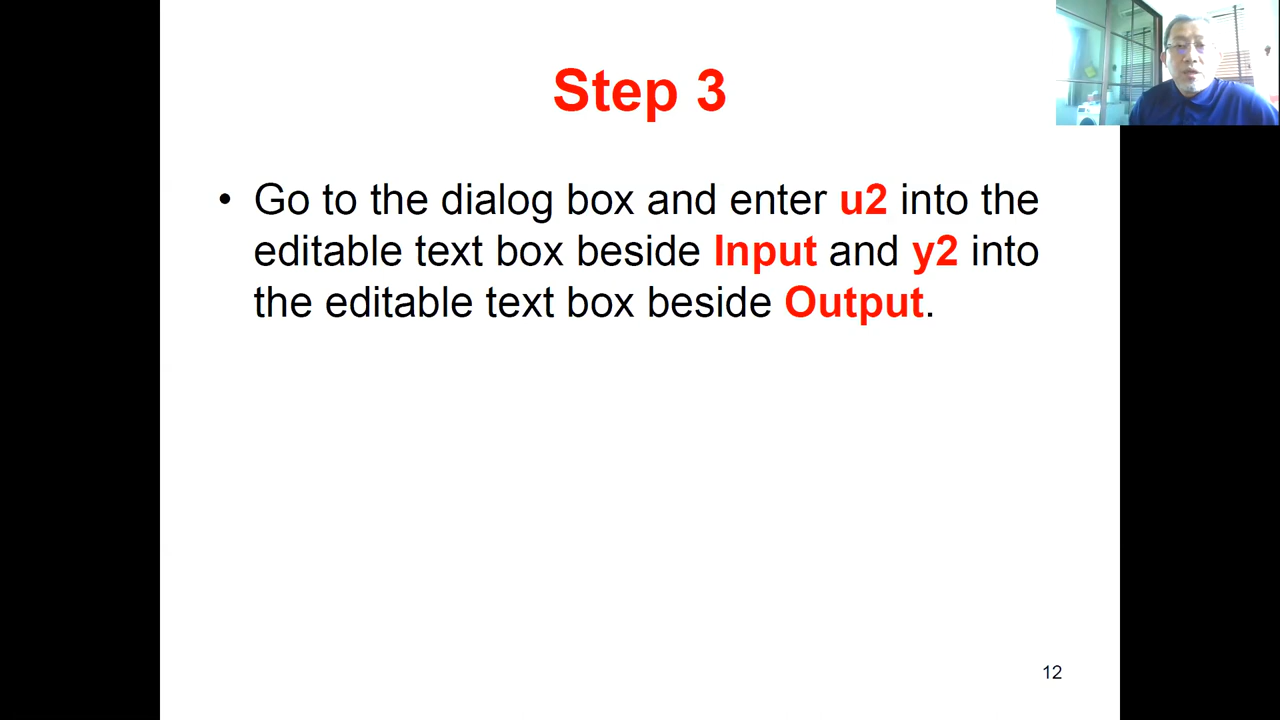 Step 3
• Go to the dialog box and enter u2 into the
editable text box beside Input and y2 into
the editable text box beside Output.
12